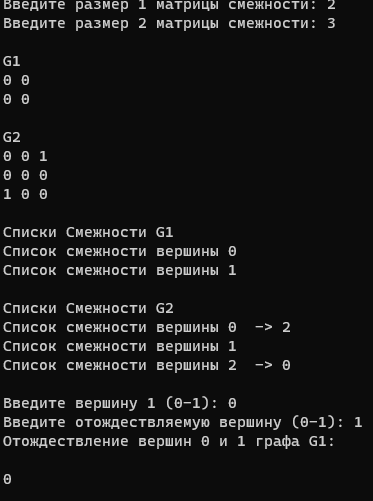 Введите размер 1 матрицы смежности: 2
Введите размер 2 матрицы смежности: 3
G1
0 0
0 0
G2
0 0 1
0 0 0
1 0 0
Списки Смежности G1
Список смежности вершины 0
Список смежности вершины 1
Списки Смежности G2
Список смежности вершины 0  -> 2
Список смежности вершины 1
Список смежности вершины 2  -> 0
Введите вершину 1 (0-1): 0
Введите отождествляемую вершину (0-1): 1
Отождествление вершин 0 и 1 графа G1:
0